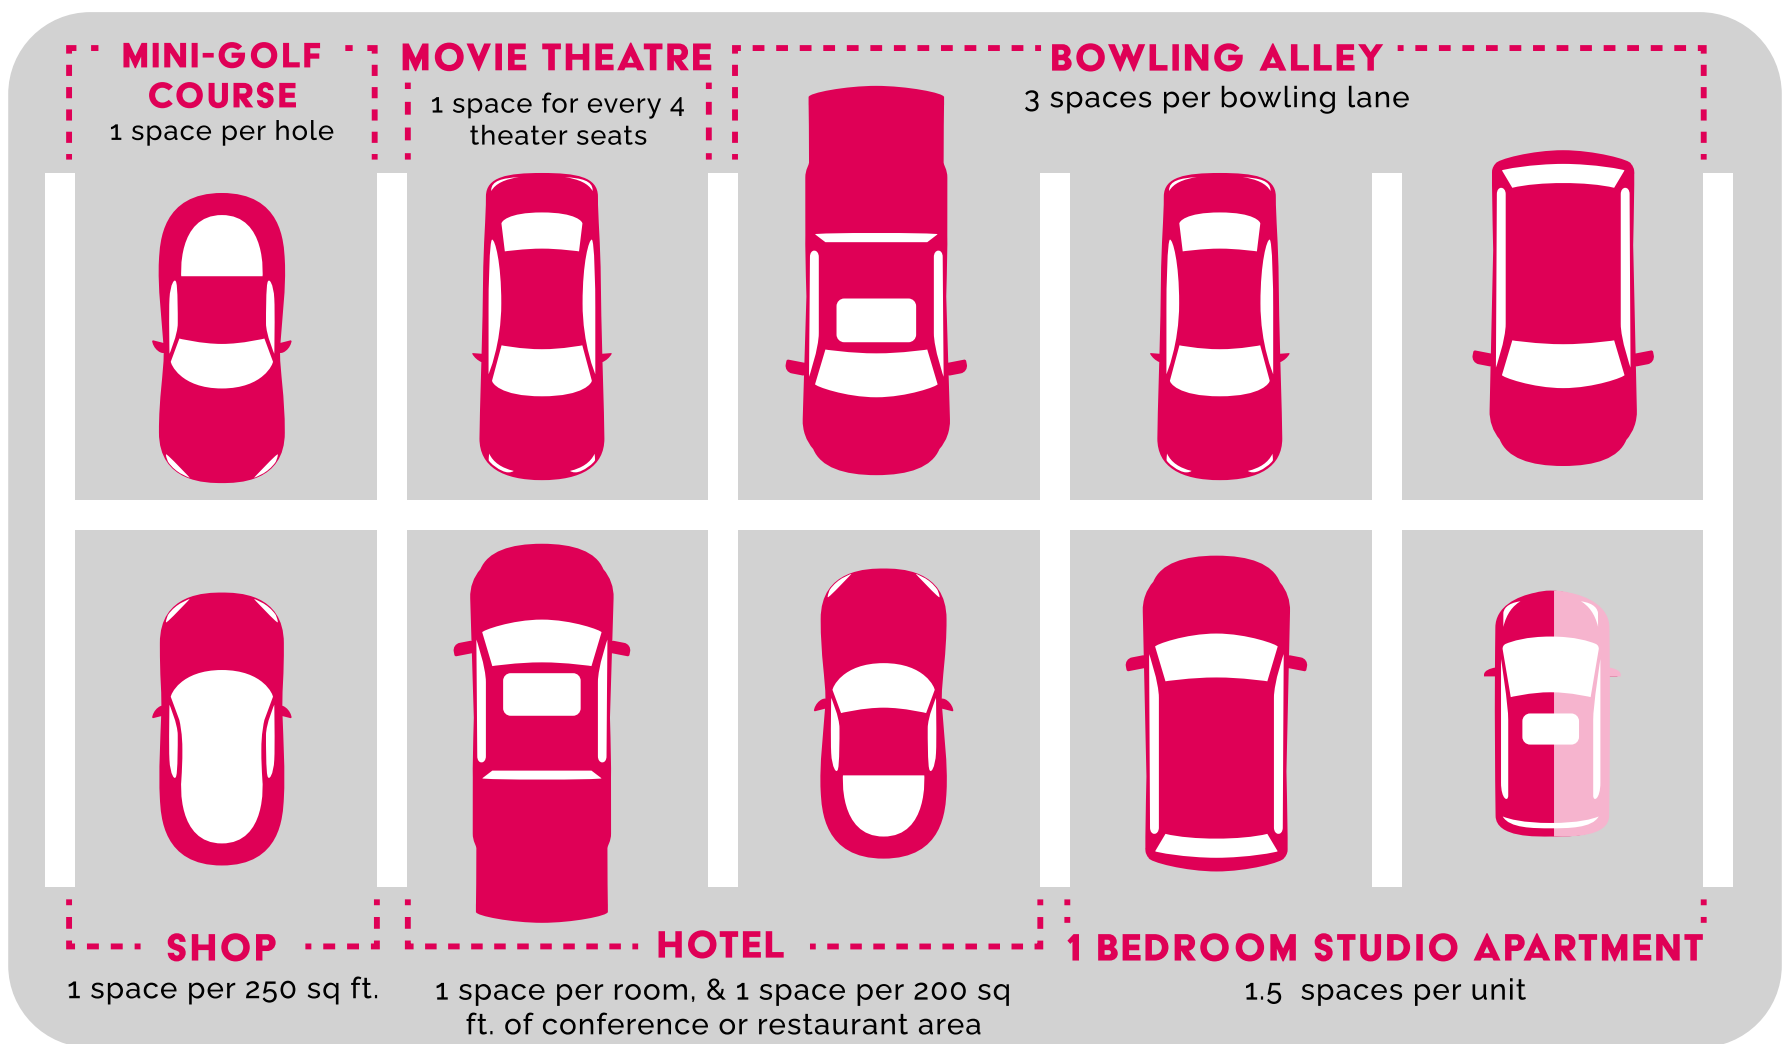 MINI-GOLF
COURSE
1 space per hole
MOVIE THEATRE
1 space for every 4
theater seats
BOWLING ALLEY
3 spaces per bowling lane
SHOP
1 space per 250 sq ft.
HOTEL
1 space per room, & 1 space per 200 sq
ft. of conference or restaurant area
1 BEDROOM STUDIO APARTMENT
1.5 spaces per unit